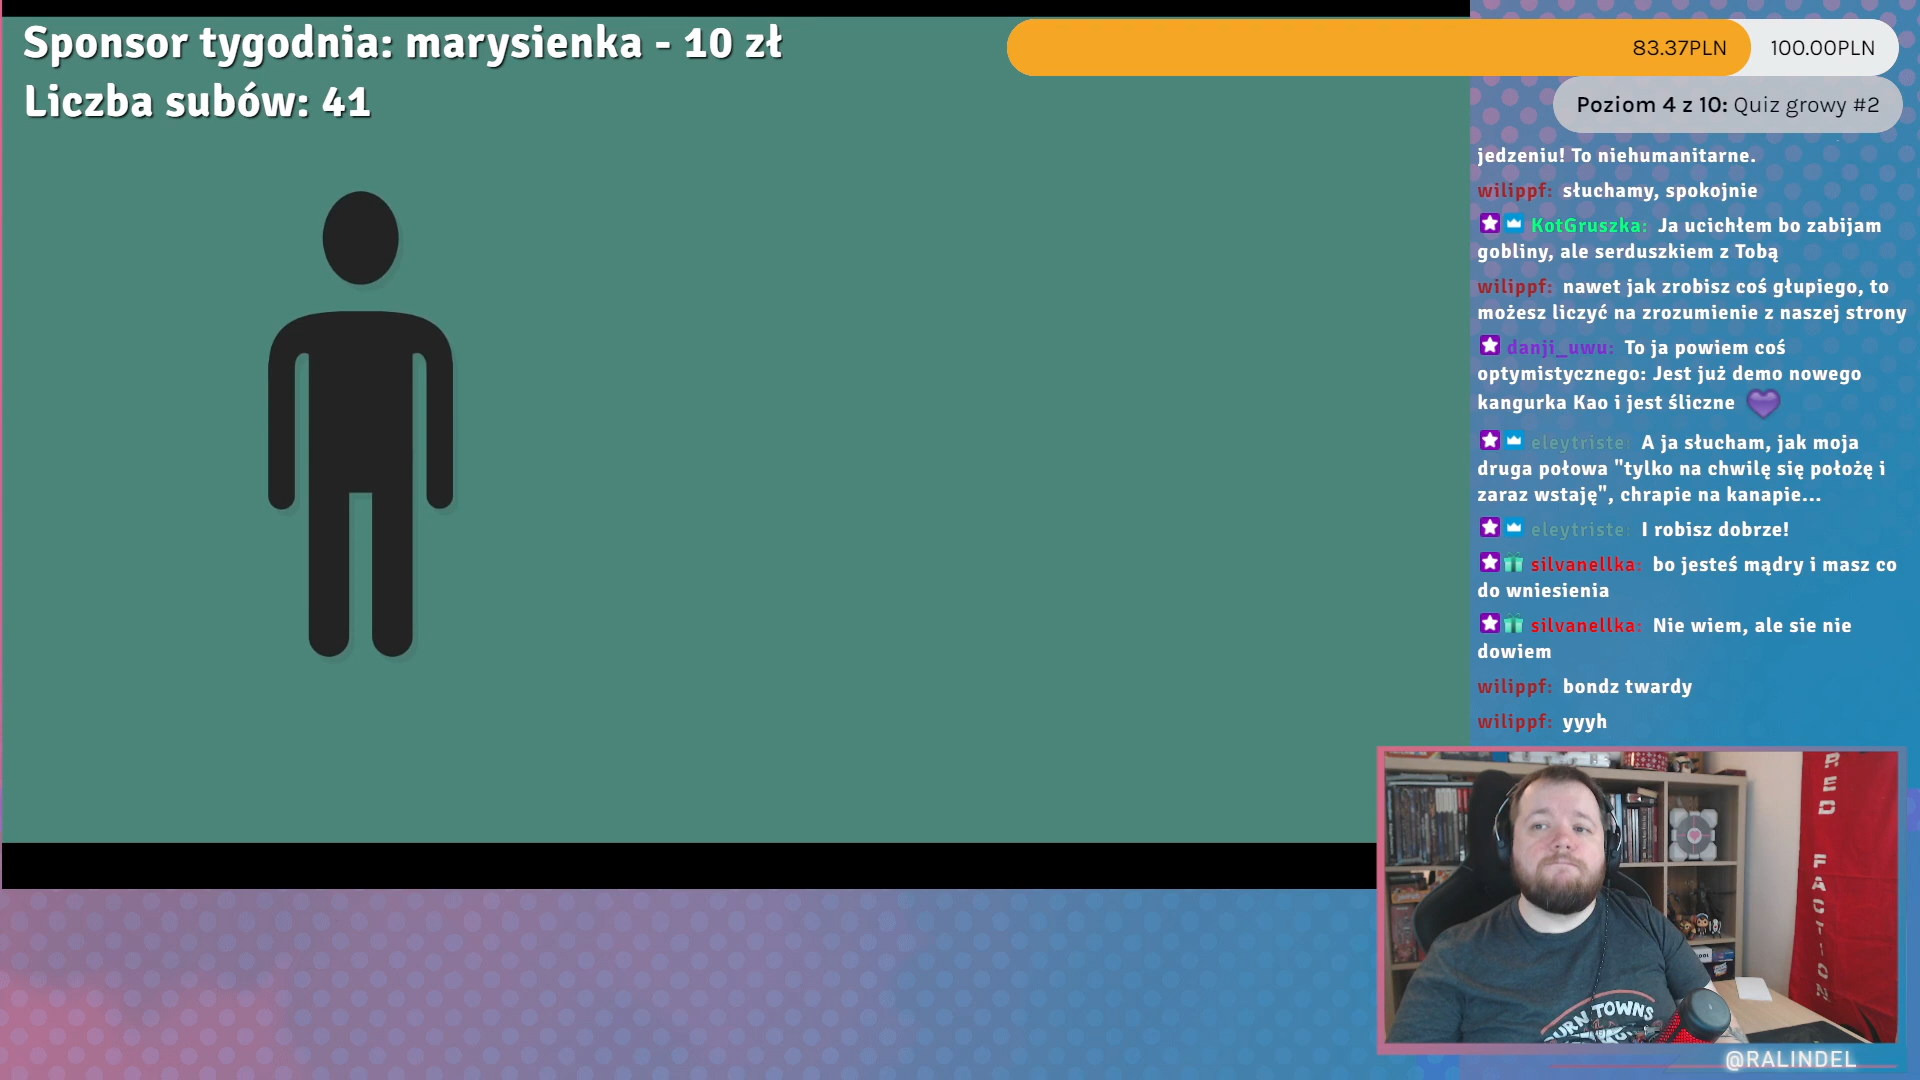 Sponsor tygodnia: marysienka - 10 zł
Liczba subów: 41
83.37PLN 100.00PLN
Poziom 4 z 10: Quiz growy #2
jedzeniu! To niehumanitarne.
wilippf: słuchamy, spokojnie
KotGruszka: Ja ucichłem bo zabijam
gobliny, ale serduszkiem z Tobą
wilippf: nawet jak zrobisz coś głupiego, to
możesz liczyć na zrozumienie z naszej strony
danji_uwu: To ja powiem coś
optymistycznego: Jest już demo nowego
kangurka Kao i jest śliczne
eleytriste: A ja słucham, jak moja
druga połowa "tylko na chwilę się położę i
zaraz wstaję", chrapie na kanapie...
eleytriste: I robisz dobrze!
silvanellka: bo jesteś mądry i masz co
do wniesienia
silvanellka: Nie wiem, ale sie nie
dowiem
wilippf: bondz twardy
wilippf: yyyh
RED FACTION
TOWNS
@RALINDEL